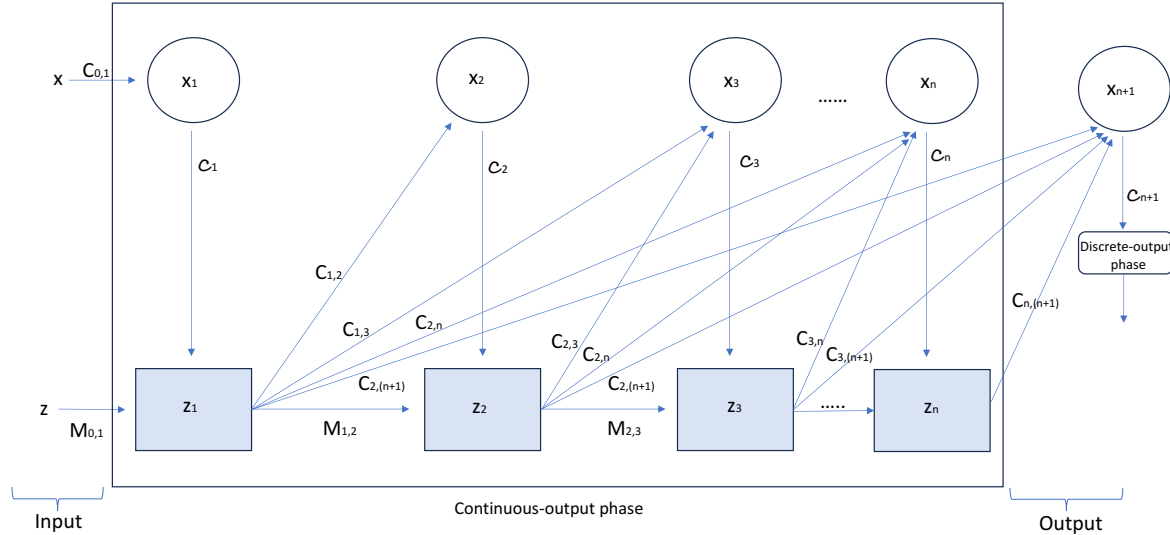 x
C0,1
x1
x2
x3
......
xn
xn+1
𝒸1
𝒸2
𝒸3
𝒸n
𝒸n+1
Discrete-output
phase
C1,2
C1,3
C2,n
C2,3
C2,n
C3,n
C3,(n+1)
Cn,(n+1)
C2,(n+1)
C2,(n+1)
z
M0,1
z1
M1,2
z2
M2,3
z3
.....
zn
Input
Continuous-output phase
Output